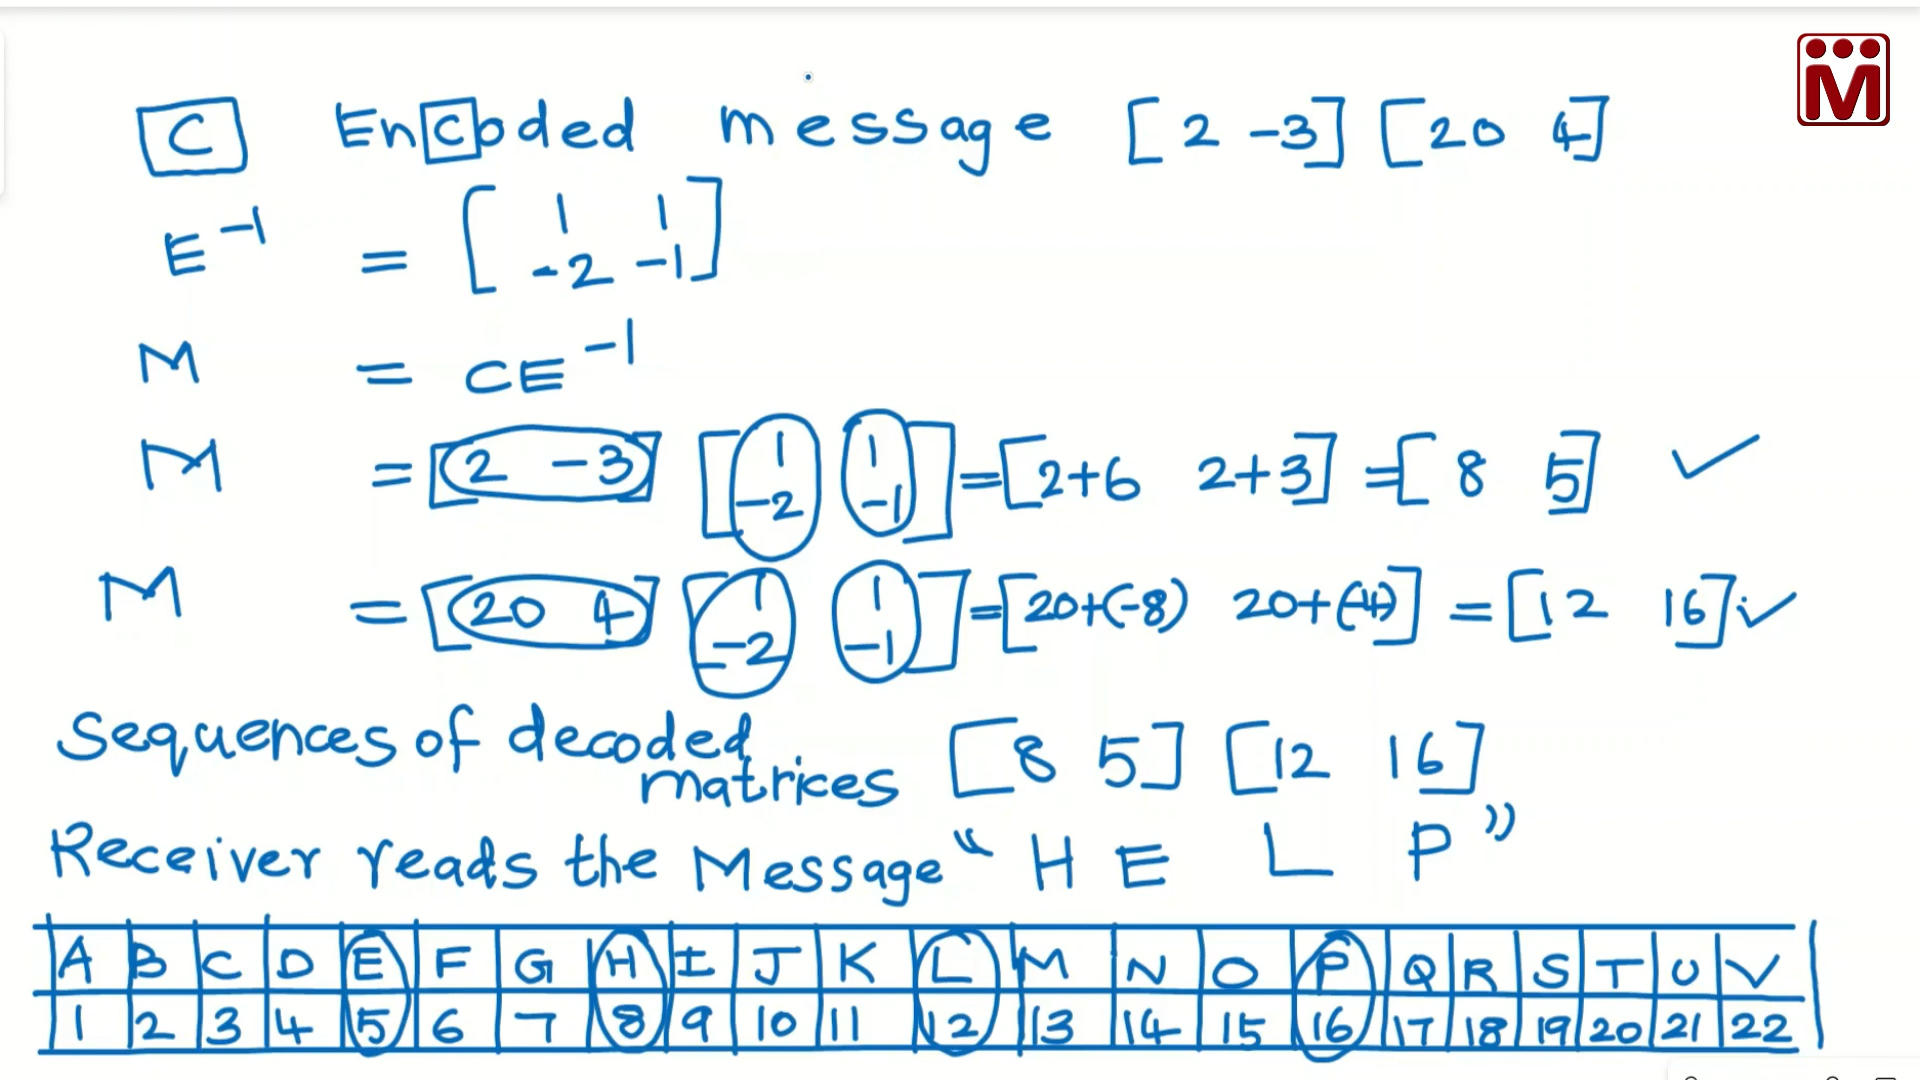 M
C Encoded message [2 -3] [20 4]
E⁻¹ = [1 1
-2 -1]
M = CE⁻¹
M = [2 -3] [1 1
-2 -1] = [2+6 2+3] = [8 5] ✓
M = [20 4] [1 1
-2 -1] = [20+(-8) 20+(-4)] = [12 16] ✓
Sequences of decoded
matrices [8 5] [12 16]
Receiver reads the Message “H E L P”
A B C D E F G H I J K L M N O P Q R S T U V
1 2 3 4 5 6 7 8 9 10 11 12 13 14 15 16 17 18 19 20 21 22